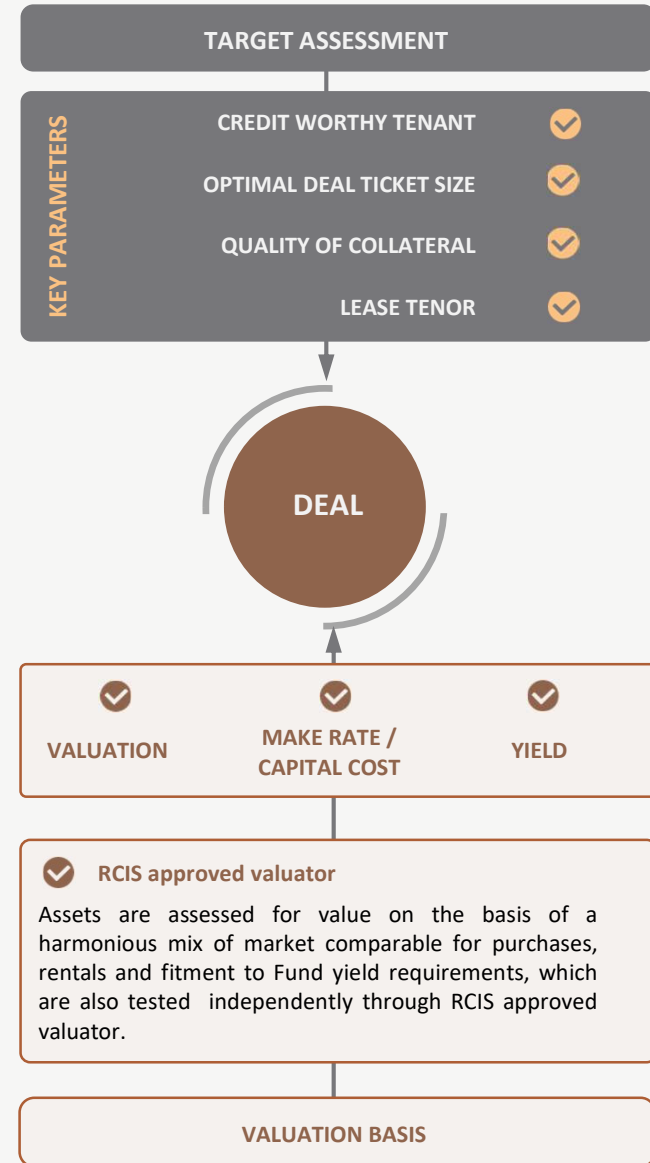 TARGET ASSESSMENT
KEY PARAMETERS
CREDIT WORTHY TENANT
OPTIMAL DEAL TICKET SIZE
QUALITY OF COLLATERAL
LEASE TENOR
DEAL
VALUATION
MAKE RATE /
CAPITAL COST
YIELD
RCIS approved valuator
Assets are assessed for value on the basis of a
harmonious mix of market comparable for purchases,
rentals and fitment to Fund yield requirements, which
are also tested independently through RCIS approved
valuator.
VALUATION BASIS